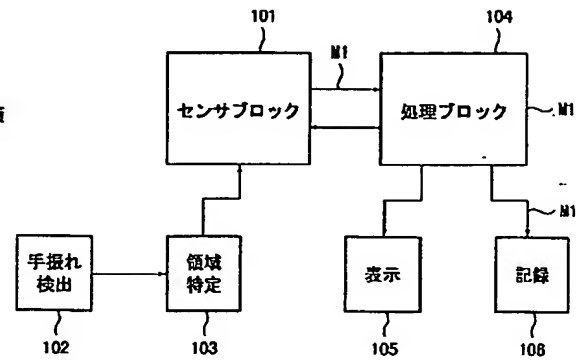 101
104
M1
センサブロック
処理ブロック
M1
M1
手振れ
検出
領域
特定
表示
記録
102
103
105
106